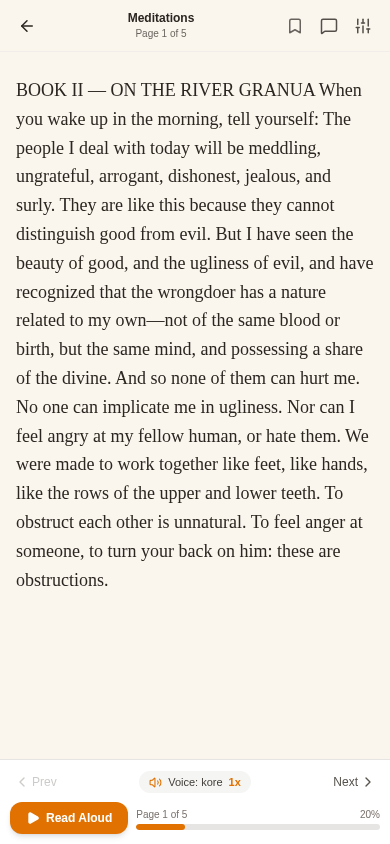 Meditations
Page 1 of 5
BOOK II — ON THE RIVER GRANUA When
you wake up in the morning, tell yourself: The
people I deal with today will be meddling,
ungrateful, arrogant, dishonest, jealous, and
surly. They are like this because they cannot
distinguish good from evil. But I have seen the
beauty of good, and the ugliness of evil, and have
recognized that the wrongdoer has a nature
related to my own—not of the same blood or
birth, but the same mind, and possessing a share
of the divine. And so none of them can hurt me.
No one can implicate me in ugliness. Nor can I
feel angry at my fellow human, or hate them. We
were made to work together like feet, like hands,
like the rows of the upper and lower teeth. To
obstruct each other is unnatural. To feel anger at
someone, to turn your back on him: these are
obstructions.
Prev
Voice: kore 1x
Next
Read Aloud
Page 1 of 5
20%